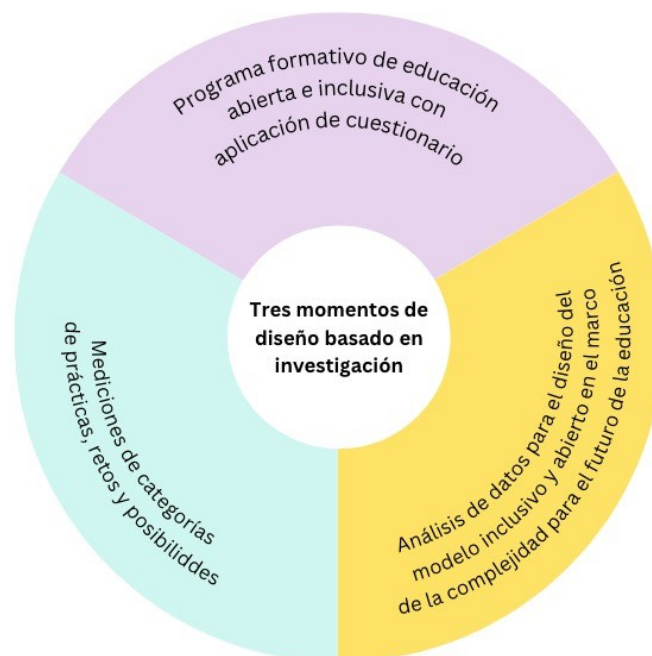 Programa formativo de educación
abierta e inclusiva con
aplicación de cuestionario
Tres momentos de
diseño basado en
investigación
Mediciones de categorías
de prácticas, retos y posibiliddes
Análisis de datos para el diseño del
modelo inclusivo y abierto en el marco
de la complejidad para el futuro de la educación